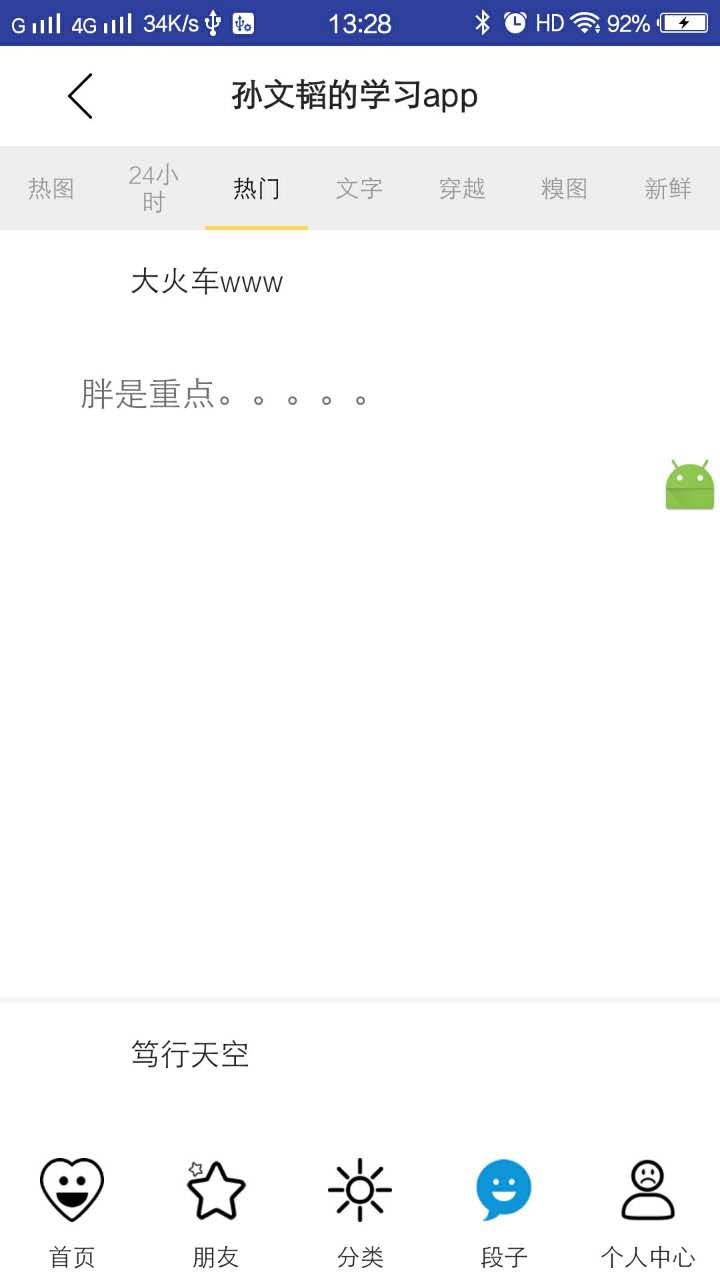 G 4G 34K/s 13:28 HD 92%
孙文韬的学习app
热图 24小时 热门 文字 穿越 糗图 新鲜
大火车www
胖是重点。。。。。
笃行天空
首页 朋友 分类 段子 个人中心